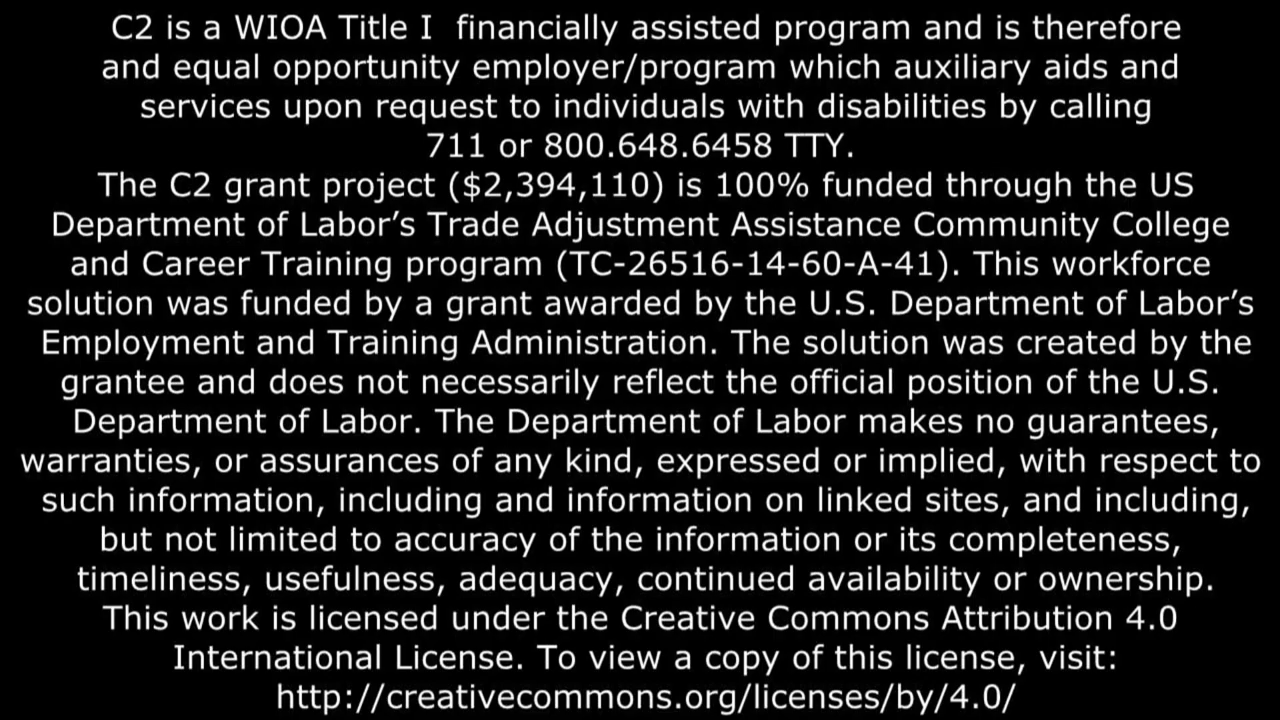 C2 is a WIOA Title I  financially assisted program and is therefore
and equal opportunity employer/program which auxiliary aids and
services upon request to individuals with disabilities by calling
711 or 800.648.6458 TTY.
The C2 grant project ($2,394,110) is 100% funded through the US
Department of Labor’s Trade Adjustment Assistance Community College
and Career Training program (TC-26516-14-60-A-41). This workforce
solution was funded by a grant awarded by the U.S. Department of Labor’s
Employment and Training Administration. The solution was created by the
grantee and does not necessarily reflect the official position of the U.S.
Department of Labor. The Department of Labor makes no guarantees,
warranties, or assurances of any kind, expressed or implied, with respect to
such information, including and information on linked sites, and including,
but not limited to accuracy of the information or its completeness,
timeliness, usefulness, adequacy, continued availability or ownership.
This work is licensed under the Creative Commons Attribution 4.0
International License. To view a copy of this license, visit:
http://creativecommons.org/licenses/by/4.0/